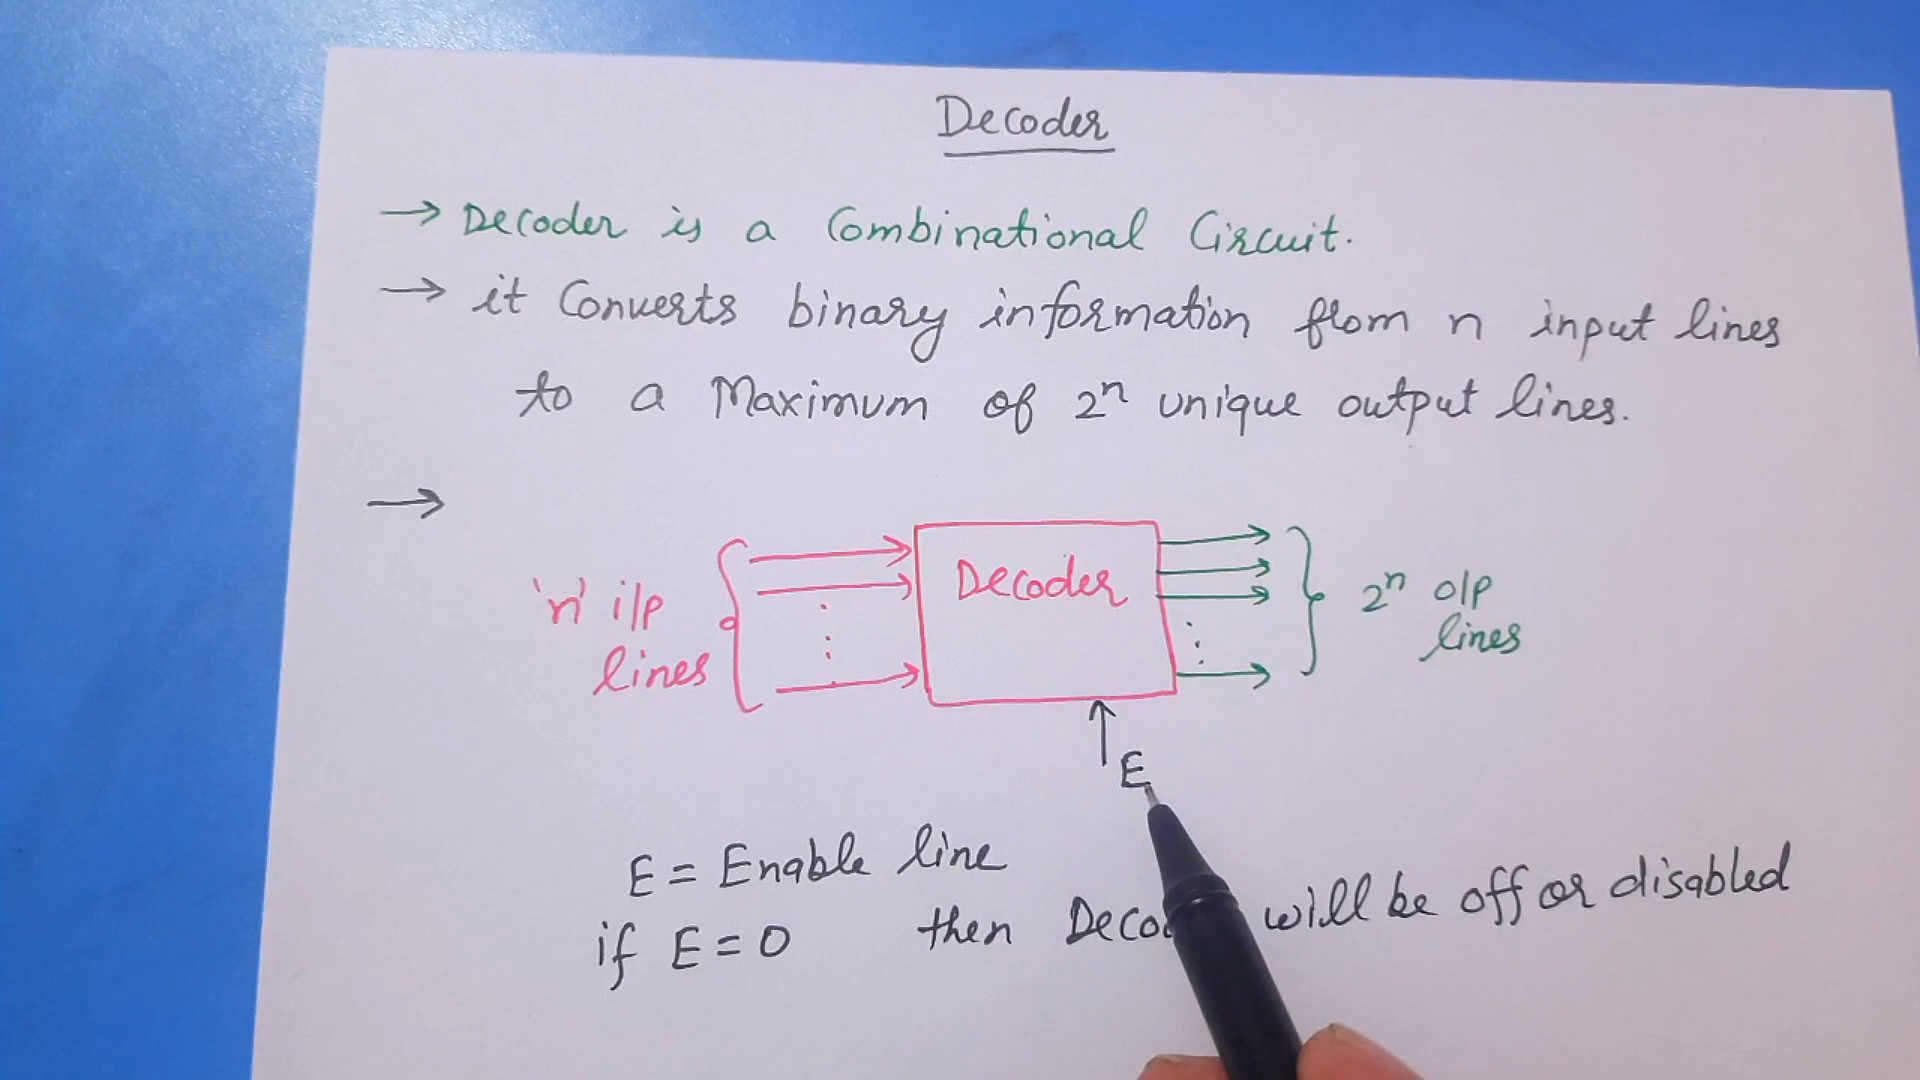 Decoder
→ Decoder is a Combinational Circuit.
→ it Converts binary information from n input lines
to a Maximum of 2ⁿ unique output lines.
→
'n' i/p
lines
Decoder
2ⁿ o/p
lines
E
E = Enable line
if E = 0 then will be off or disabled